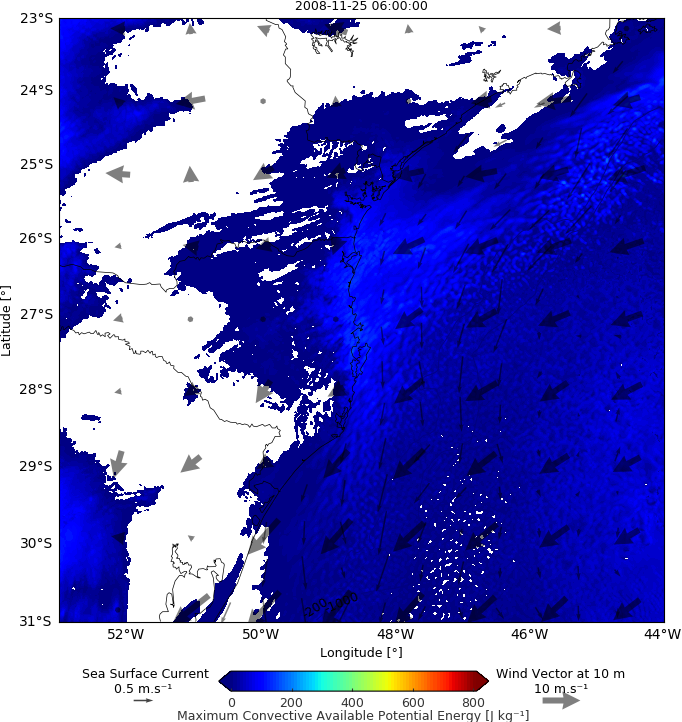 2008-11-25 06:00:00
23°S
24°S
25°S
26°S
27°S
28°S
29°S
30°S
31°S
Latitude [°]
52°W 50°W 48°W 46°W 44°W
Longitude [°]
Sea Surface Current
0.5 m.s⁻¹
0 200 400 600 800
Wind Vector at 10 m
10 m.s⁻¹
Maximum Convective Available Potential Energy [J kg⁻¹]